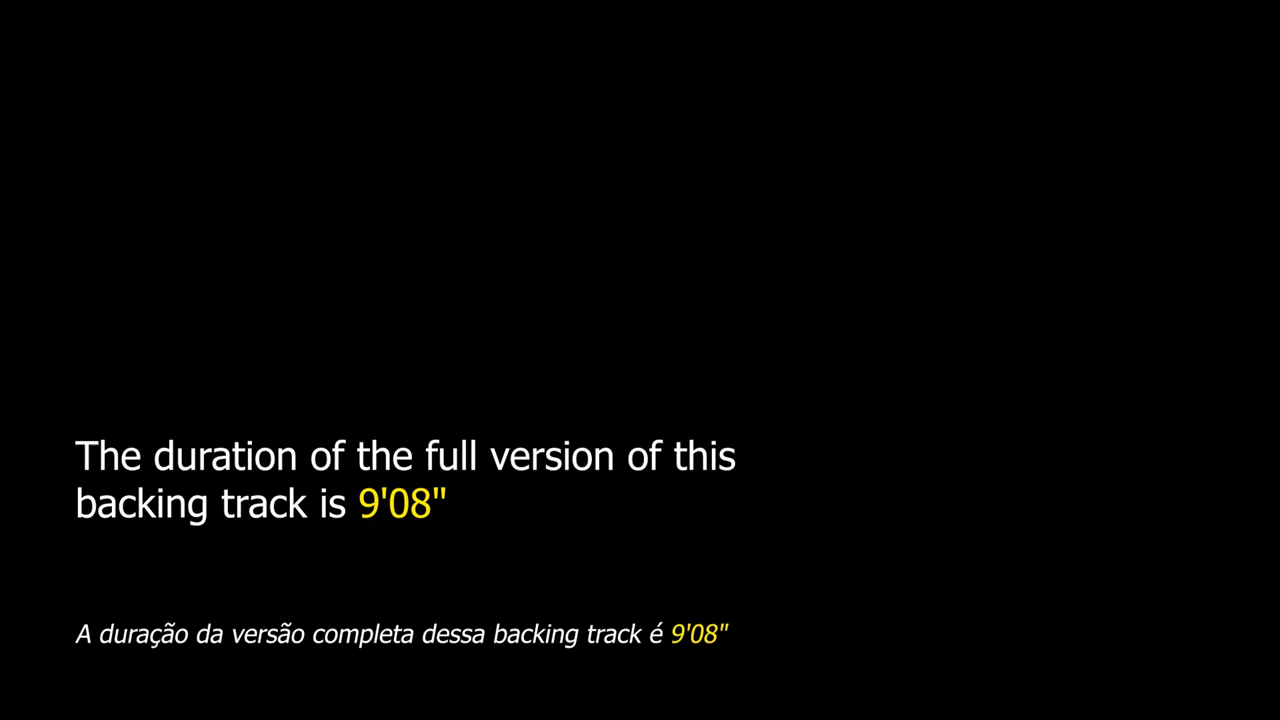 The duration of the full version of this
backing track is 9'08"
A duração da versão completa dessa backing track é 9'08"